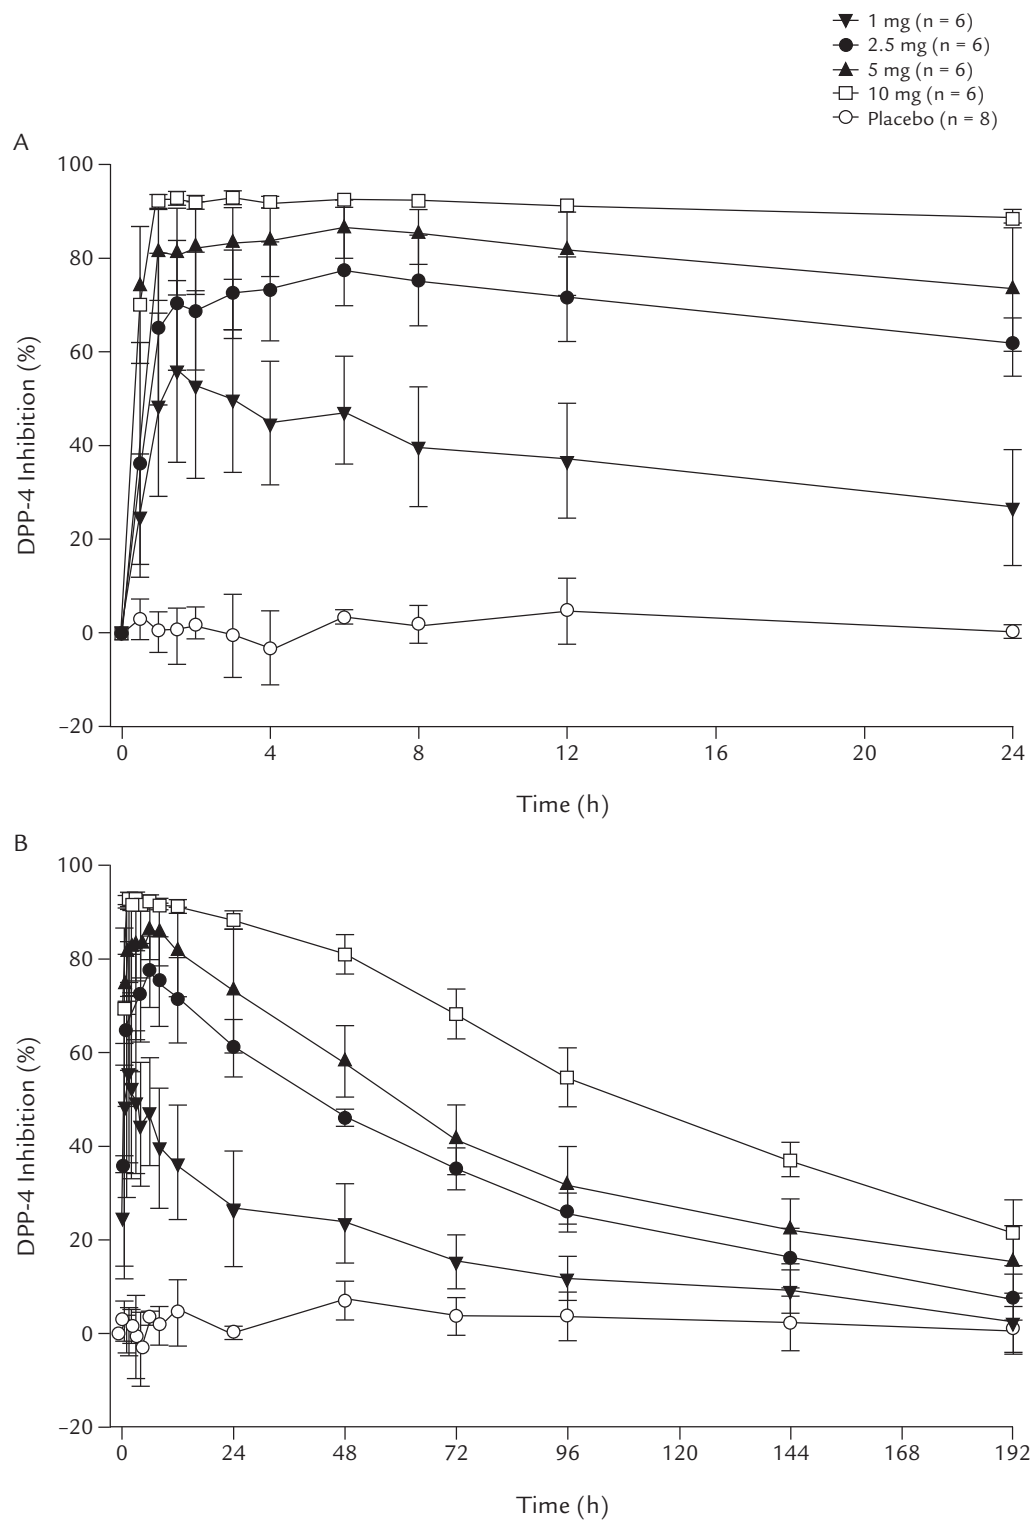 1 mg (n = 6)
2.5 mg (n = 6)
5 mg (n = 6)
10 mg (n = 6)
Placebo (n = 8)
A
100
80
60
40
20
0
–20
DPP-4 Inhibition (%)
0 4 8 12 16 20 24
Time (h)
B
100
80
60
40
20
0
–20
DPP-4 Inhibition (%)
0 24 48 72 96 120 144 168 192
Time (h)